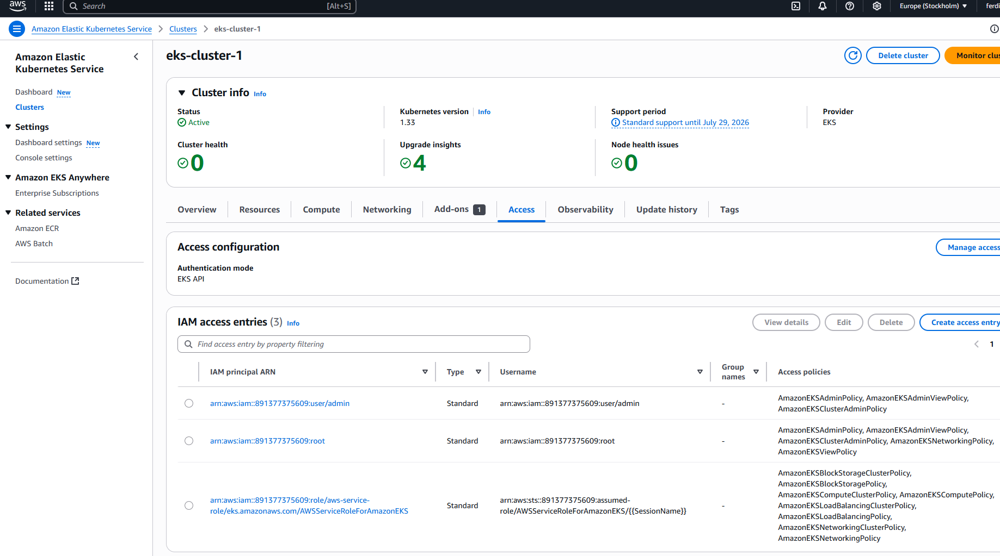 aws
Search
[Alt+S]
Europe (Stockholm)
ferdi
Amazon Elastic Kubernetes Service
Clusters
eks-cluster-1
Amazon Elastic
Kubernetes Service
Dashboard New
Clusters
Settings
Dashboard settings New
Console settings
Amazon EKS Anywhere
Enterprise Subscriptions
Related services
Amazon ECR
AWS Batch
Documentation
eks-cluster-1
Delete cluster
Monitor clus
Cluster info Info
Status
Active
Kubernetes version Info
1.33
Support period
Standard support until July 29, 2026
Provider
EKS
Cluster health
0
Upgrade insights
4
Node health issues
0
Overview
Resources
Compute
Networking
Add-ons 1
Access
Observability
Update history
Tags
Access configuration
Manage access
Authentication mode
EKS API
IAM access entries (3) Info
View details
Edit
Delete
Create access entry
Find access entry by property filtering
1
IAM principal ARN
Type
Username
Group
names
Access policies
arn:aws:iam::891377375609:user/admin
Standard
arn:aws:iam::891377375609:user/admin
-
AmazonEKSAdminPolicy, AmazonEKSAdminViewPolicy,
AmazonEKSClusterAdminPolicy
arn:aws:iam::891377375609:root
Standard
arn:aws:iam::891377375609:root
-
AmazonEKSAdminPolicy, AmazonEKSAdminViewPolicy,
AmazonEKSClusterAdminPolicy, AmazonEKSNetworkingPolicy,
AmazonEKSViewPolicy
arn:aws:iam::891377375609:role/aws-service-
role/eks.amazonaws.com/AWSServiceRoleForAmazonEKS
Standard
arn:aws:sts::891377375609:assumed-
role/AWSServiceRoleForAmazonEKS/{{SessionName}}
-
AmazonEKSBlockStorageClusterPolicy,
AmazonEKSBlockStoragePolicy,
AmazonEKSComputeClusterPolicy, AmazonEKSComputePolicy,
AmazonEKSLoadBalancingClusterPolicy,
AmazonEKSLoadBalancingPolicy,
AmazonEKSNetworkingClusterPolicy,
AmazonEKSNetworkingPolicy